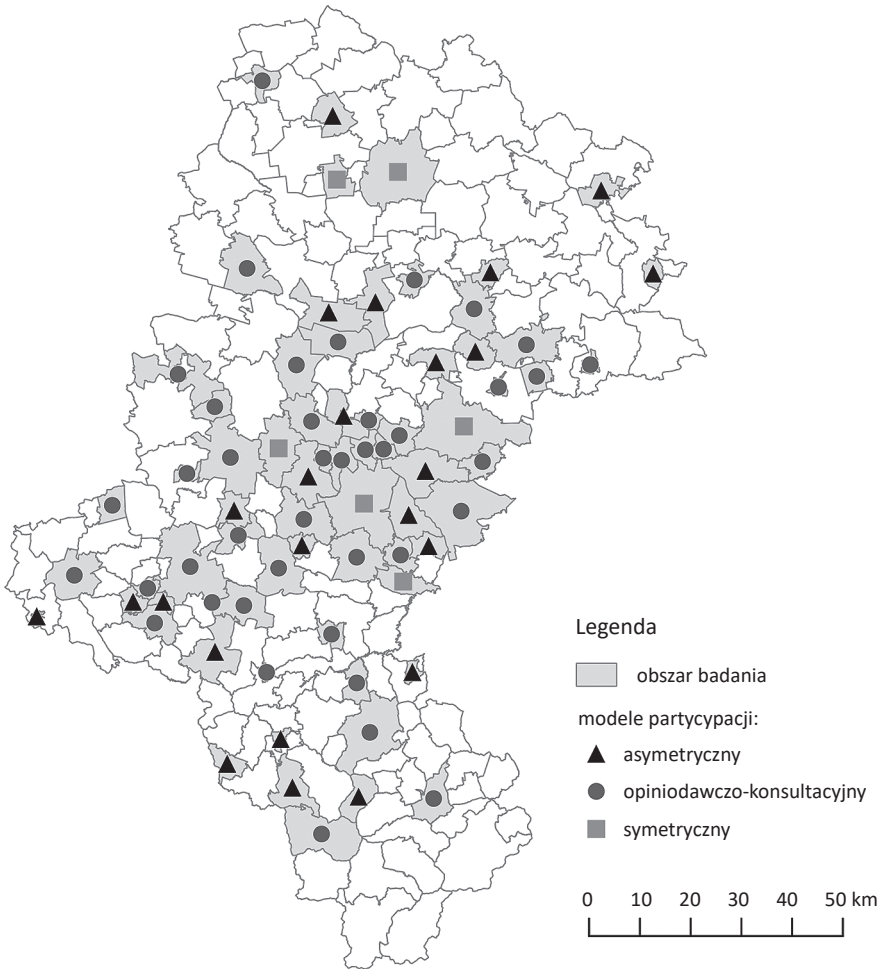 Legenda
obszar badania
modele partycypacji:
asymetryczny
opiniodawczo-konsultacyjny
symetryczny
0 10 20 30 40 50 km